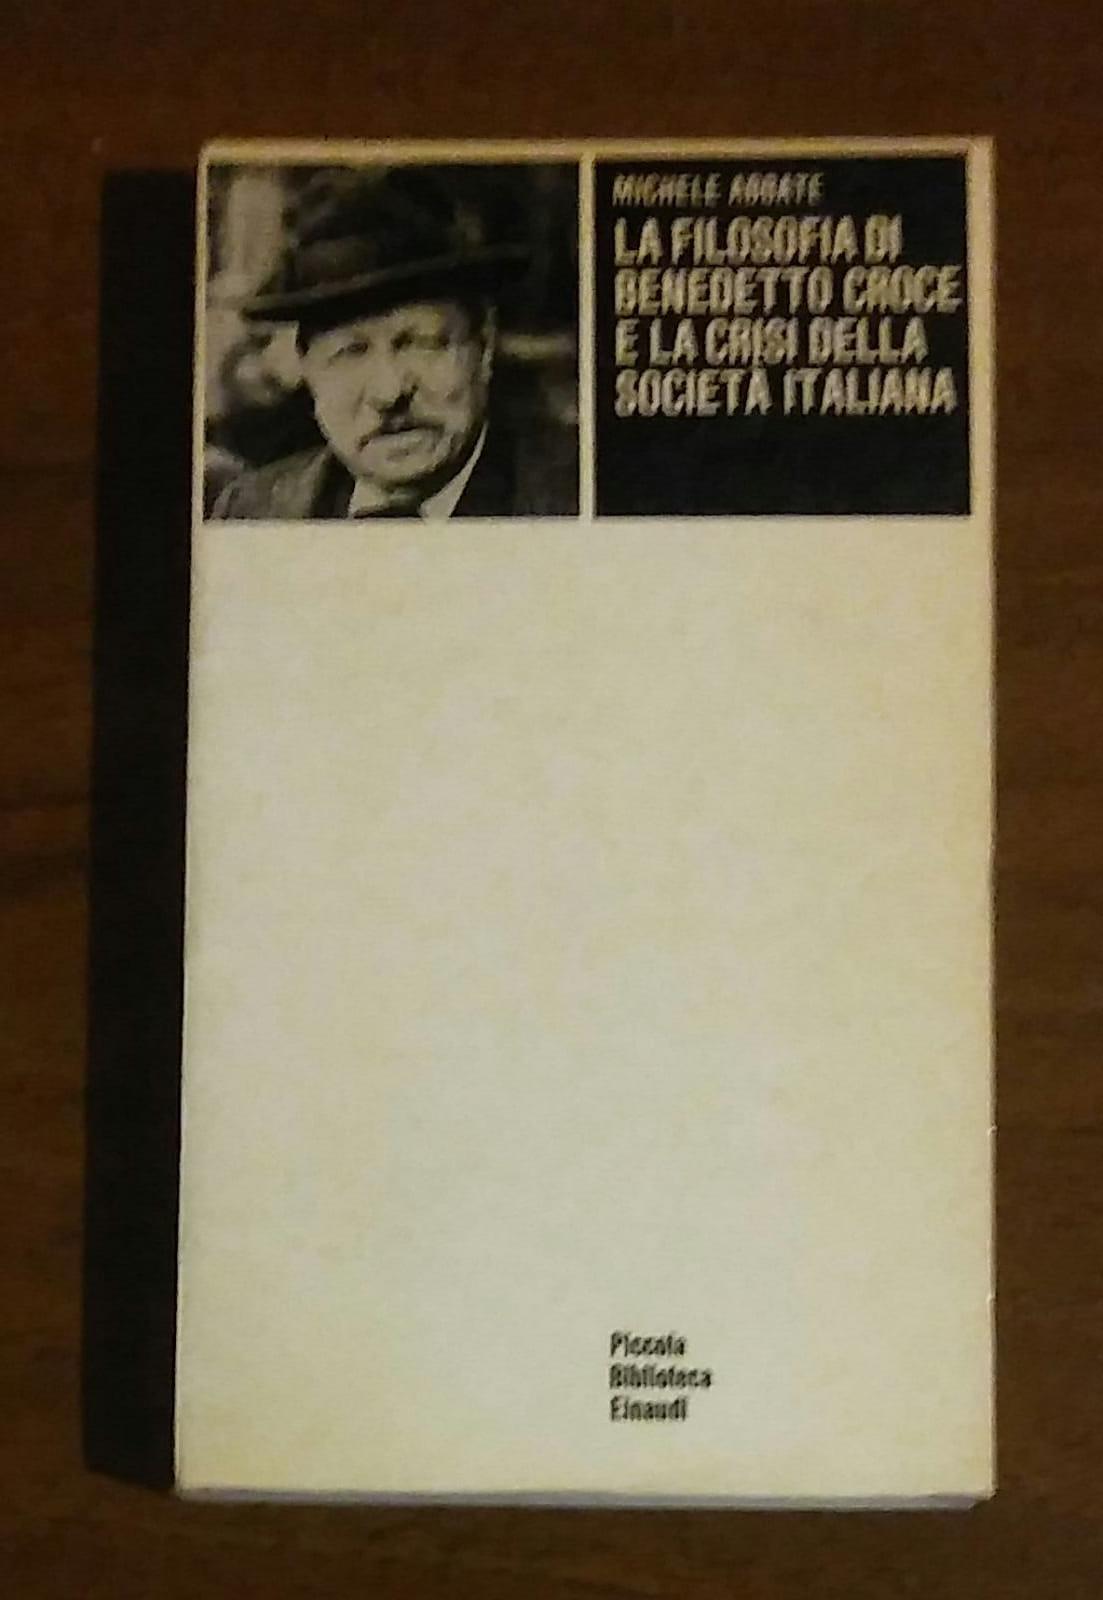 MICHELE ABBATE
LA FILOSOFIA DI
BENEDETTO CROCE
E LA CRISI DELLA
SOCIETÀ ITALIANA
Piccola
Biblioteca
Einaudi